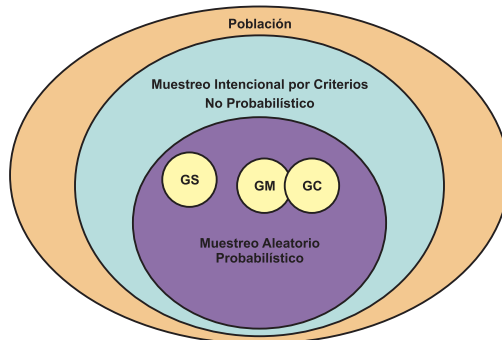 Población
Muestreo Intencional por Criterios
No Probabilístico
GS
GM
GC
Muestreo Aleatorio
Probabilístico